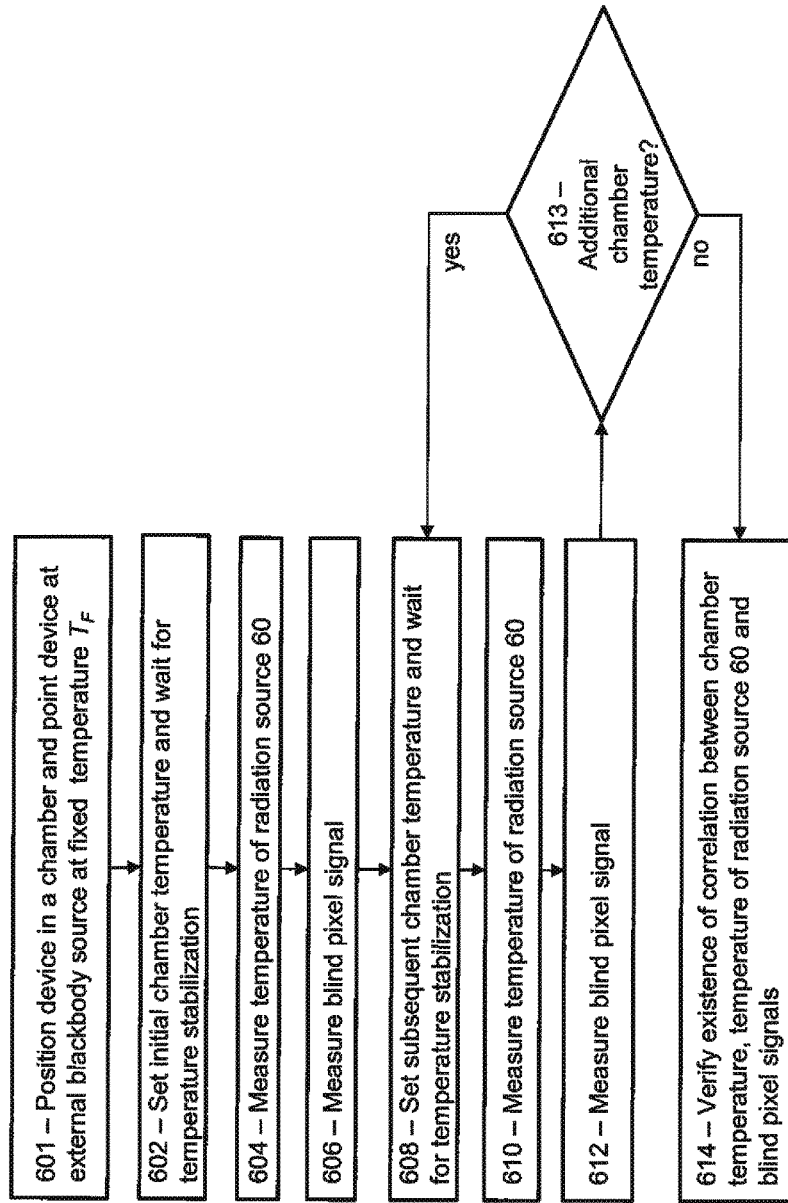 601 – Position device in a chamber and point device at
external blackbody source at fixed temperature T_F
602 – Set initial chamber temperature and wait for
temperature stabilization
604 – Measure temperature of radiation source 60
606 – Measure blind pixel signal
608 – Set subsequent chamber temperature and wait
for temperature stabilization
610 – Measure temperature of radiation source 60
612 – Measure blind pixel signal
613 –
Additional
chamber
temperature?
yes
no
614 – Verify existence of correlation between chamber
temperature, temperature of radiation source 60 and
blind pixel signals